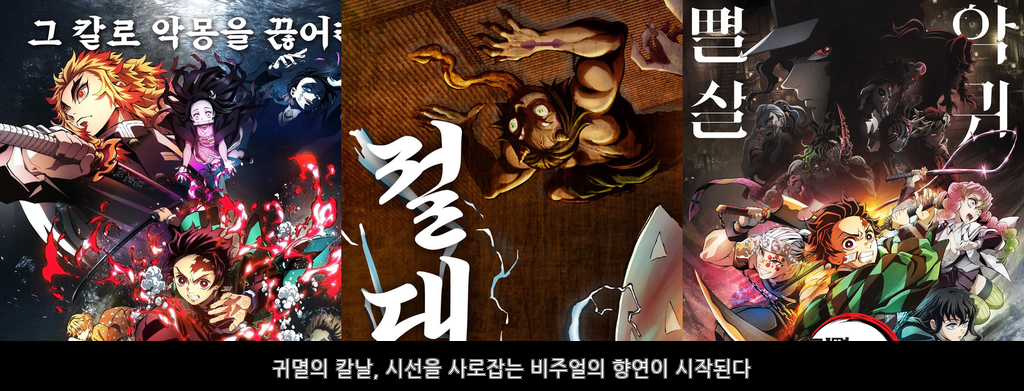 그 칼로 악몽을 끊어
절
대
악귀
멸살
귀멸의 칼날, 시선을 사로잡는 비주얼의 향연이 시작된다